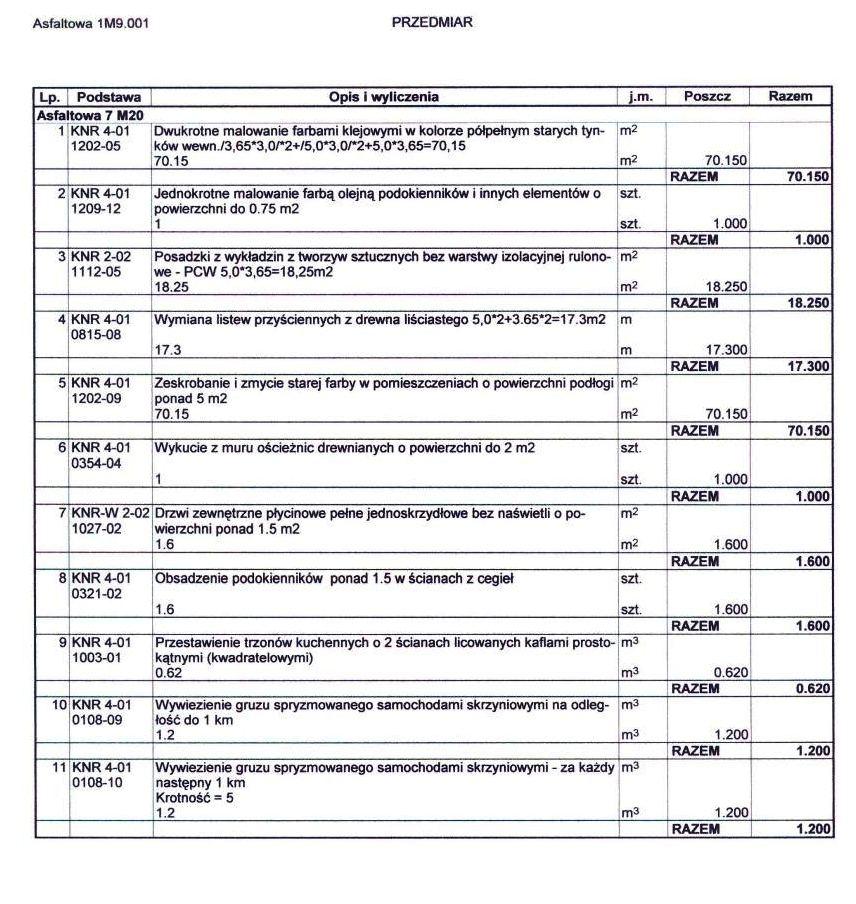 Asfaltowa 1M9.001
PRZEDMIAR
Lp. Podstawa Opis i wyliczenia j.m. Poszcz Razem
Asfaltowa 7 M20
1 KNR 4-01 Dwukrotne malowanie farbami klejowymi w kolorze półpełnym starych tyn- m2
1202-05 ków wewn./3,65*3,0/*2+/5,0*3,0/*2+5,0*3,65=70,15
70.15 m2 70.150
RAZEM 70.150
2 KNR 4-01 Jednokrotne malowanie farbą olejną podokienników i innych elementów o szt.
1209-12 powierzchni do 0.75 m2
1 szt. 1.000
RAZEM 1.000
3 KNR 2-02 Posadzki z wykładzin z tworzyw sztucznych bez warstwy izolacyjnej rulono- m2
1112-05 we - PCW 5,0*3,65=18,25m2
18.25 m2 18.250
RAZEM 18.250
4 KNR 4-01 Wymiana listew przyściennych z drewna liściastego 5,0*2+3.65*2=17.3m2 m
0815-08
17.3 m 17.300
RAZEM 17.300
5 KNR 4-01 Zeskrobanie i zmycie starej farby w pomieszczeniach o powierzchni podłogi m2
1202-09 ponad 5 m2
70.15 m2 70.150
RAZEM 70.150
6 KNR 4-01 Wykucie z muru ościeżnic drewnianych o powierzchni do 2 m2 szt.
0354-04
1 szt. 1.000
RAZEM 1.000
7 KNR-W 2-02 Drzwi zewnętrzne płycinowe pełne jednoskrzydłowe bez naświetli o po- m2
1027-02 wierzchni ponad 1.5 m2
1.6 m2 1.600
RAZEM 1.600
8 KNR 4-01 Obsadzenie podokienników ponad 1.5 w ścianach z cegieł szt.
0321-02
1.6 szt. 1.600
RAZEM 1.600
9 KNR 4-01 Przestawienie trzonów kuchennych o 2 ścianach licowanych kaflami prosto- m3
1003-01 kątnymi (kwadratelowymi)
0.62 m3 0.620
RAZEM 0.620
10 KNR 4-01 Wywiezienie gruzu spryzmowanego samochodami skrzyniowymi na odleg- m3
0108-09 łość do 1 km
1.2 m3 1.200
RAZEM 1.200
11 KNR 4-01 Wywiezienie gruzu spryzmowanego samochodami skrzyniowymi - za każdy m3
0108-10 następny 1 km
Krotność = 5
1.2 m3 1.200
RAZEM 1.200